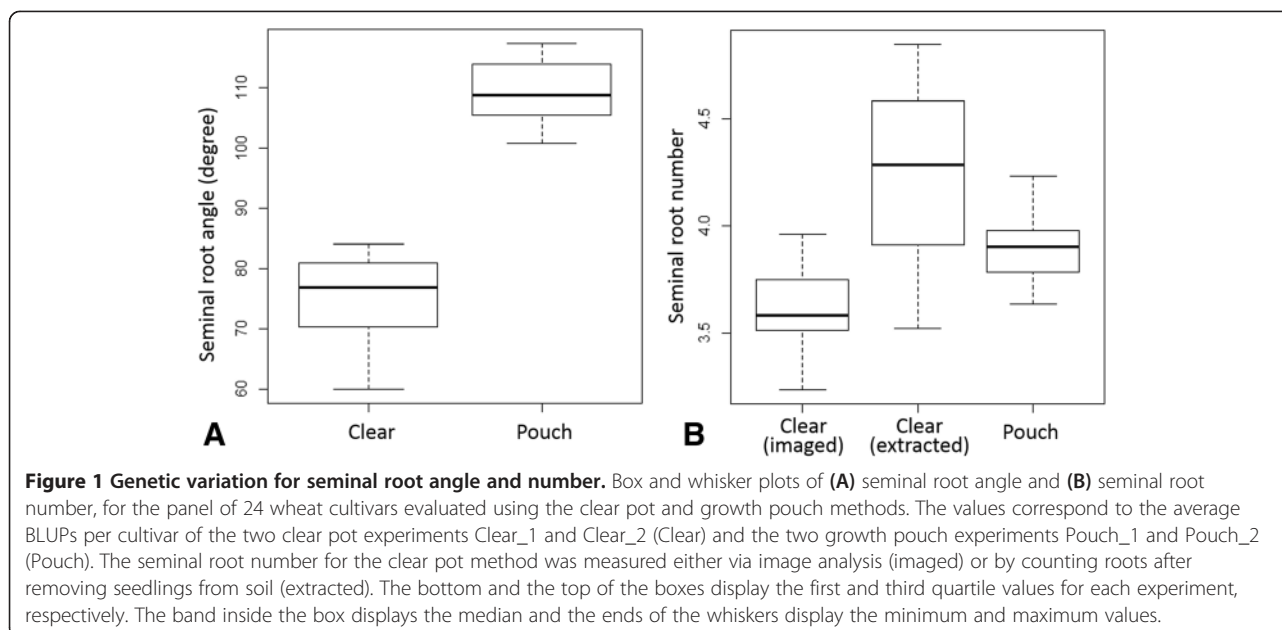 Seminal root angle (degree)
110
100
90
80
70
60
A
Clear
Pouch
Seminal root number
4.5
4.0
3.5
B
Clear
(imaged)
Clear
(extracted)
Pouch
Figure 1 Genetic variation for seminal root angle and number. Box and whisker plots of (A) seminal root angle and (B) seminal root
number, for the panel of 24 wheat cultivars evaluated using the clear pot and growth pouch methods. The values correspond to the average
BLUPs per cultivar of the two clear pot experiments Clear_1 and Clear_2 (Clear) and the two growth pouch experiments Pouch_1 and Pouch_2
(Pouch). The seminal root number for the clear pot method was measured either via image analysis (imaged) or by counting roots after
removing seedlings from soil (extracted). The bottom and the top of the boxes display the first and third quartile values for each experiment,
respectively. The band inside the box displays the median and the ends of the whiskers display the minimum and maximum values.